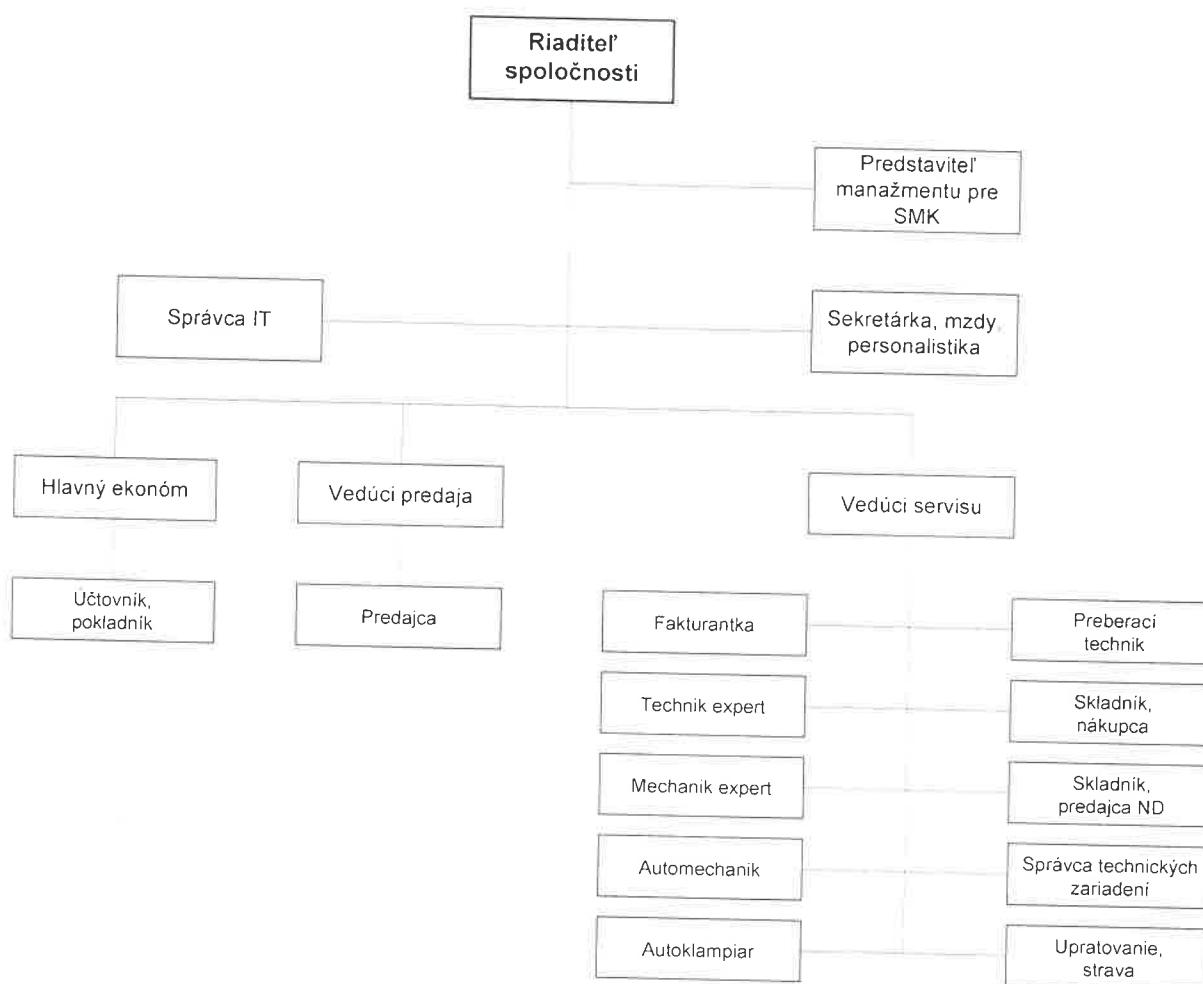 Riaditeľ
spoločnosti
Predstaviteľ
manažmentu pre
SMK
Správca IT
Sekretárka, mzdy,
personalistika
Hlavný ekonóm
Vedúci predaja
Vedúci servisu
Účtovník,
pokladník
Predajca
Fakturantka
Preberací
technik
Technik expert
Skladník,
nákupca
Mechanik expert
Skladník,
predajca ND
Automechanik
Správca technických
zariadení
Autoklampiar
Upratovanie,
strava